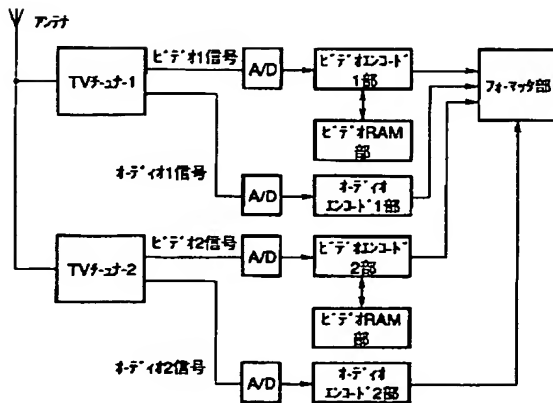 アンテナ
TVチューナー1
ビデオ1信号
A/D
ビデオエンコード
1部
フォーマッタ部
ビデオRAM
部
オーディオ1信号
A/D
オーディオ
エンコード1部
TVチューナー2
ビデオ2信号
A/D
ビデオエンコード
2部
ビデオRAM
部
オーディオ2信号
A/D
オーディオ
エンコード2部